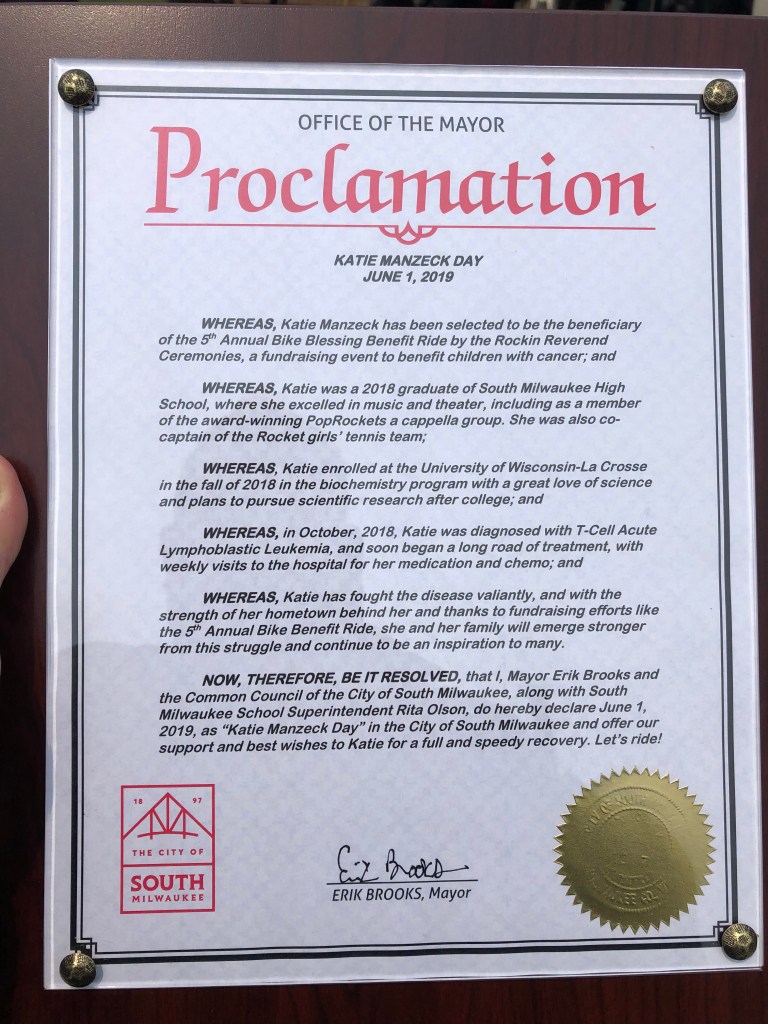 OFFICE OF THE MAYOR
Proclamation
KATIE MANZECK DAY
JUNE 1, 2019
WHEREAS, Katie Manzeck has been selected to be the beneficiary
of the 5th Annual Bike Blessing Benefit Ride by the Rockin Reverend
Ceremonies, a fundraising event to benefit children with cancer; and
WHEREAS, Katie was a 2018 graduate of South Milwaukee High
School, where she excelled in music and theater, including as a member
of the award-winning PopRockets a cappella group. She was also co-
captain of the Rocket girls' tennis team;
WHEREAS, Katie enrolled at the University of Wisconsin-La Crosse
in the fall of 2018 in the biochemistry program with a great love of science
and plans to pursue scientific research after college; and
WHEREAS, in October, 2018, Katie was diagnosed with T-Cell Acute
Lymphoblastic Leukemia, and soon began a long road of treatment, with
weekly visits to the hospital for her medication and chemo; and
WHEREAS, Katie has fought the disease valiantly, and with the
strength of her hometown behind her and thanks to fundraising efforts like
the 5th Annual Bike Benefit Ride, she and her family will emerge stronger
from this struggle and continue to be an inspiration to many.
NOW, THEREFORE, BE IT RESOLVED, that I, Mayor Erik Brooks and
the Common Council of the City of South Milwaukee, along with South
Milwaukee School Superintendent Rita Olson, do hereby declare June 1,
2019, as "Katie Manzeck Day" in the City of South Milwaukee and offer our
support and best wishes to Katie for a full and speedy recovery. Let's ride!
18 97
THE CITY OF
SOUTH
MILWAUKEE
Erik Brooks
ERIK BROOKS, Mayor
CITY OF